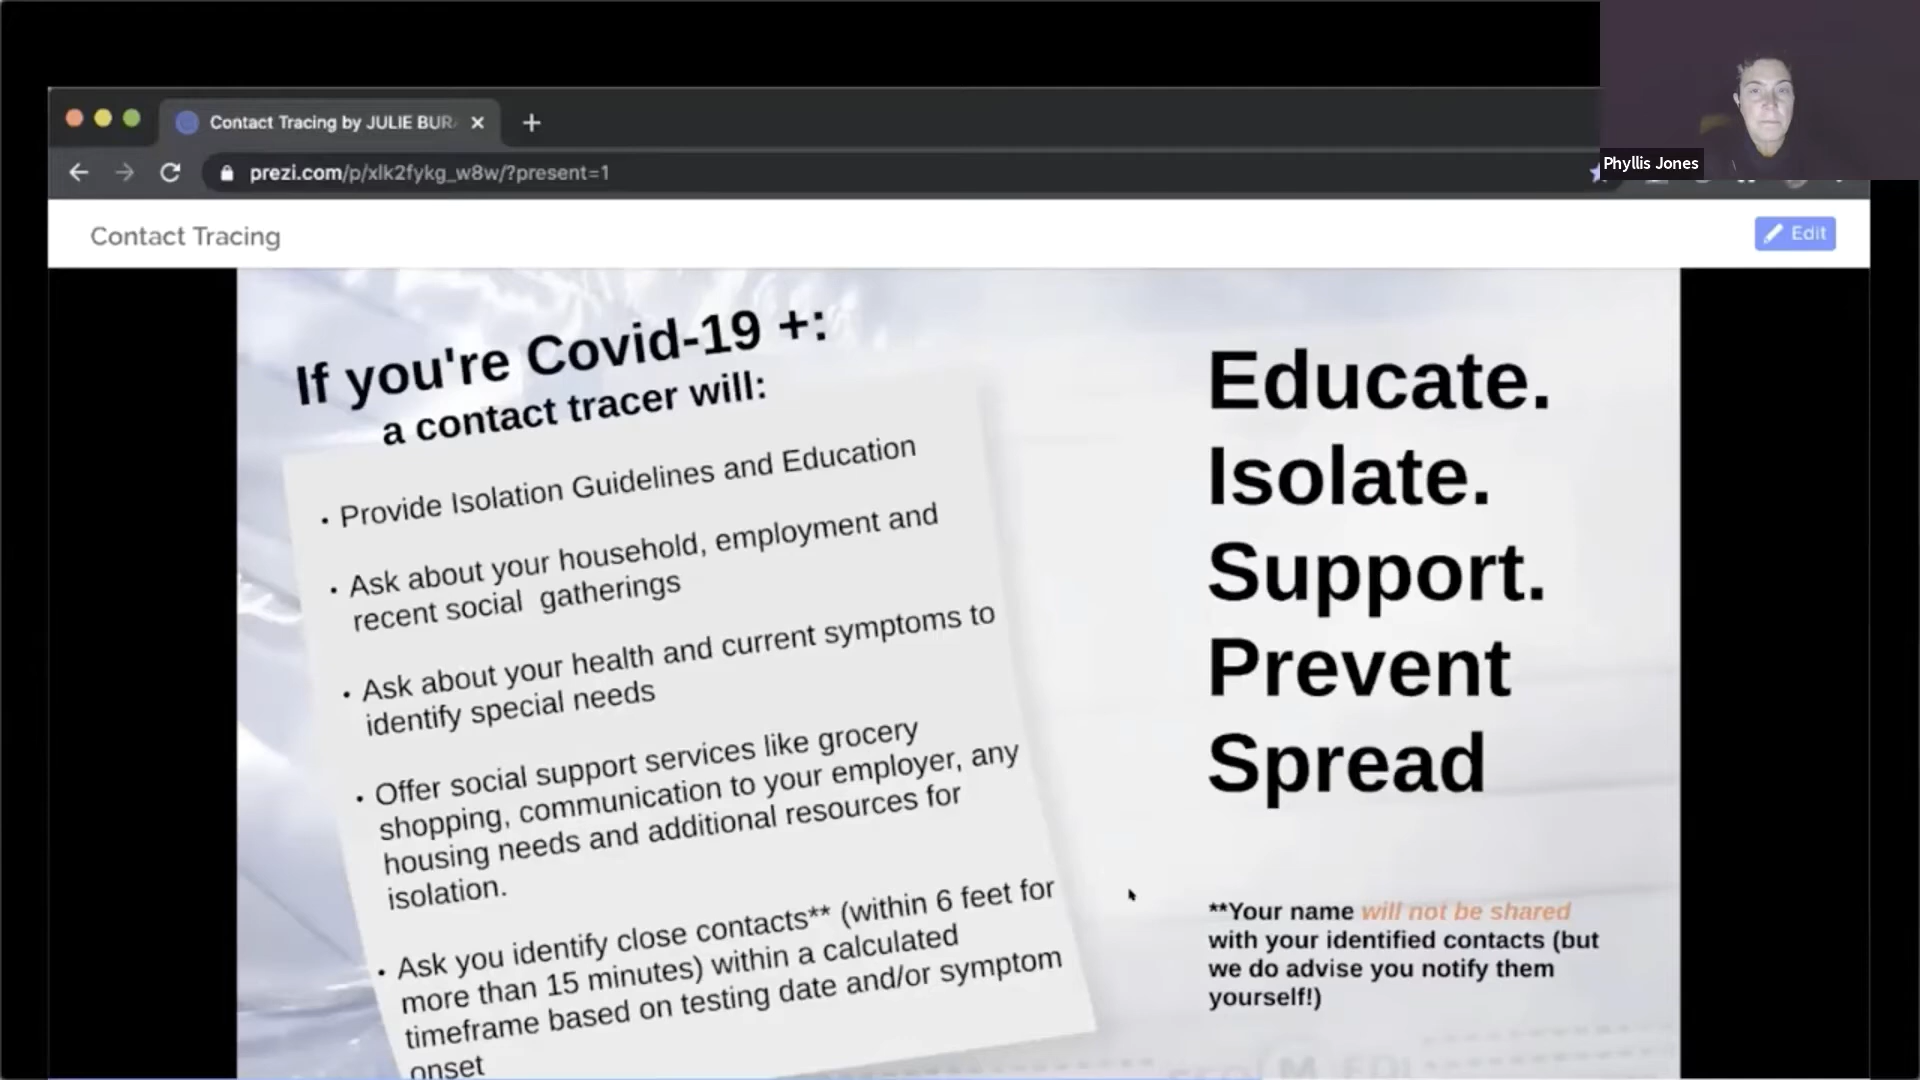 Contact Tracing by JULIE BUR
prezi.com/p/xlk2fykg_w8w/?present=1
Phyllis Jones
Contact Tracing
Edit
If you're Covid-19 +:
a contact tracer will:
• Provide Isolation Guidelines and Education
• Ask about your household, employment and
recent social gatherings
• Ask about your health and current symptoms to
identify special needs
• Offer social support services like grocery
shopping, communication to your employer, any
housing needs and additional resources for
isolation.
• Ask you identify close contacts** (within 6 feet for
more than 15 minutes) within a calculated
timeframe based on testing date and/or symptom
onset
Educate.
Isolate.
Support.
Prevent
Spread
**Your name will not be shared
with your identified contacts (but
we do advise you notify them
yourself!)